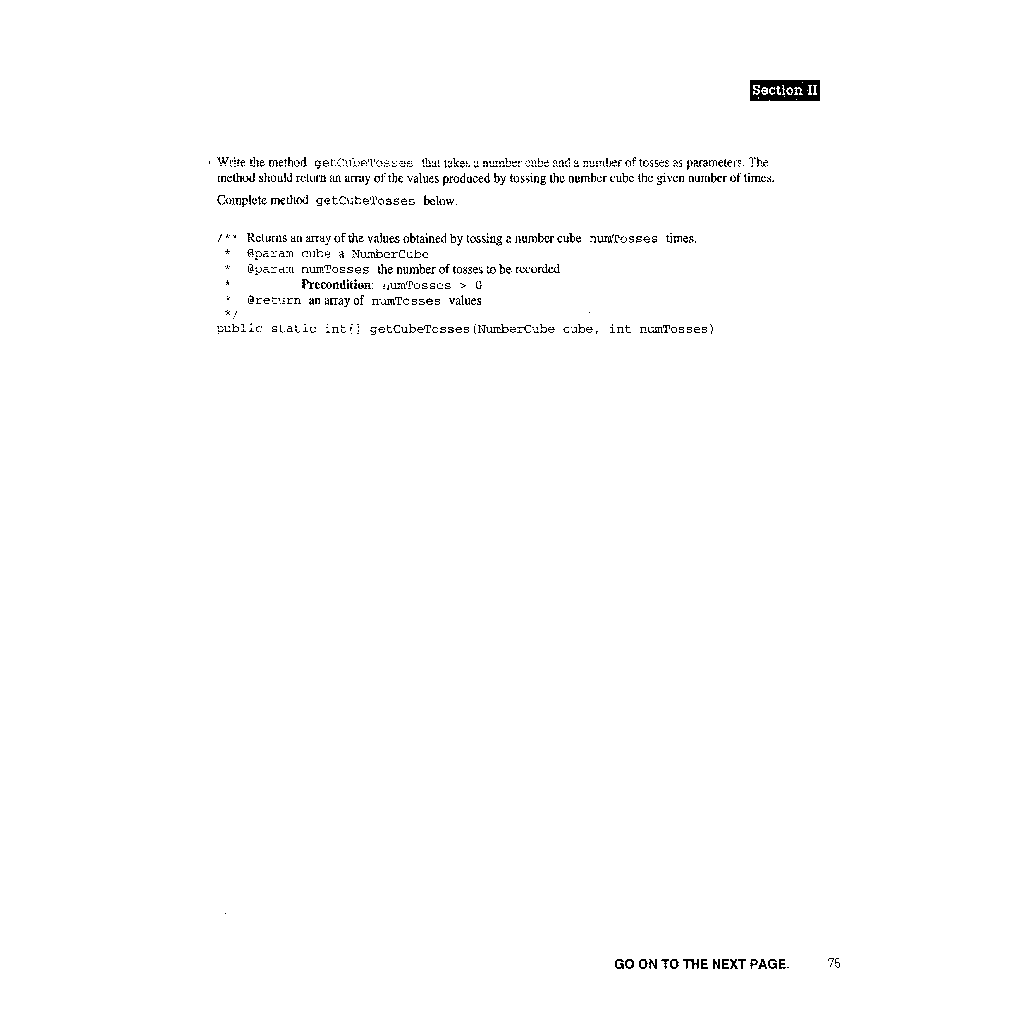 Section II
Write the method getCubeTosses that takes a number cube and a number of tosses as parameters. The
method should return an array of the values produced by tossing the number cube the given number of times.
Complete method getCubeTosses below.
/** Returns an array of the values obtained by tossing a number cube numTosses times.
* @param cube a NumberCube
* @param numTosses the number of tosses to be recorded
* Precondition: numTosses > 0
* @return an array of numTosses values
*/
public static int[] getCubeTosses(NumberCube cube, int numTosses)
GO ON TO THE NEXT PAGE. 75